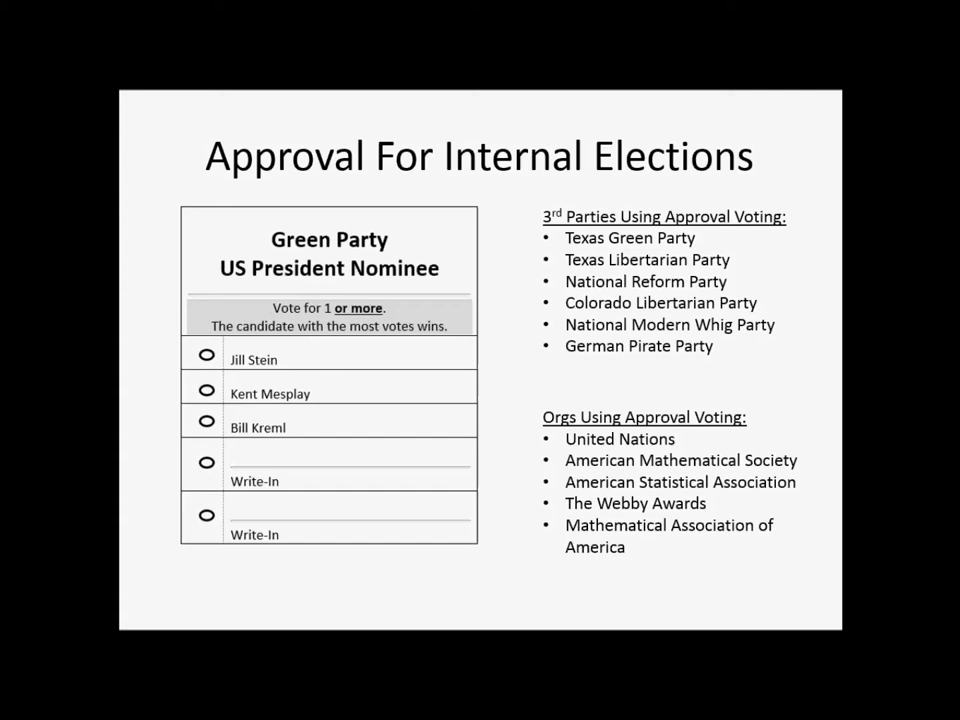 Approval For Internal Elections
Green Party
US President Nominee
Vote for 1 or more.
The candidate with the most votes wins.
Jill Stein
Kent Mesplay
Bill Kreml
Write-In
Write-In
3rd Parties Using Approval Voting:
• Texas Green Party
• Texas Libertarian Party
• National Reform Party
• Colorado Libertarian Party
• National Modern Whig Party
• German Pirate Party
Orgs Using Approval Voting:
• United Nations
• American Mathematical Society
• American Statistical Association
• The Webby Awards
• Mathematical Association of
America